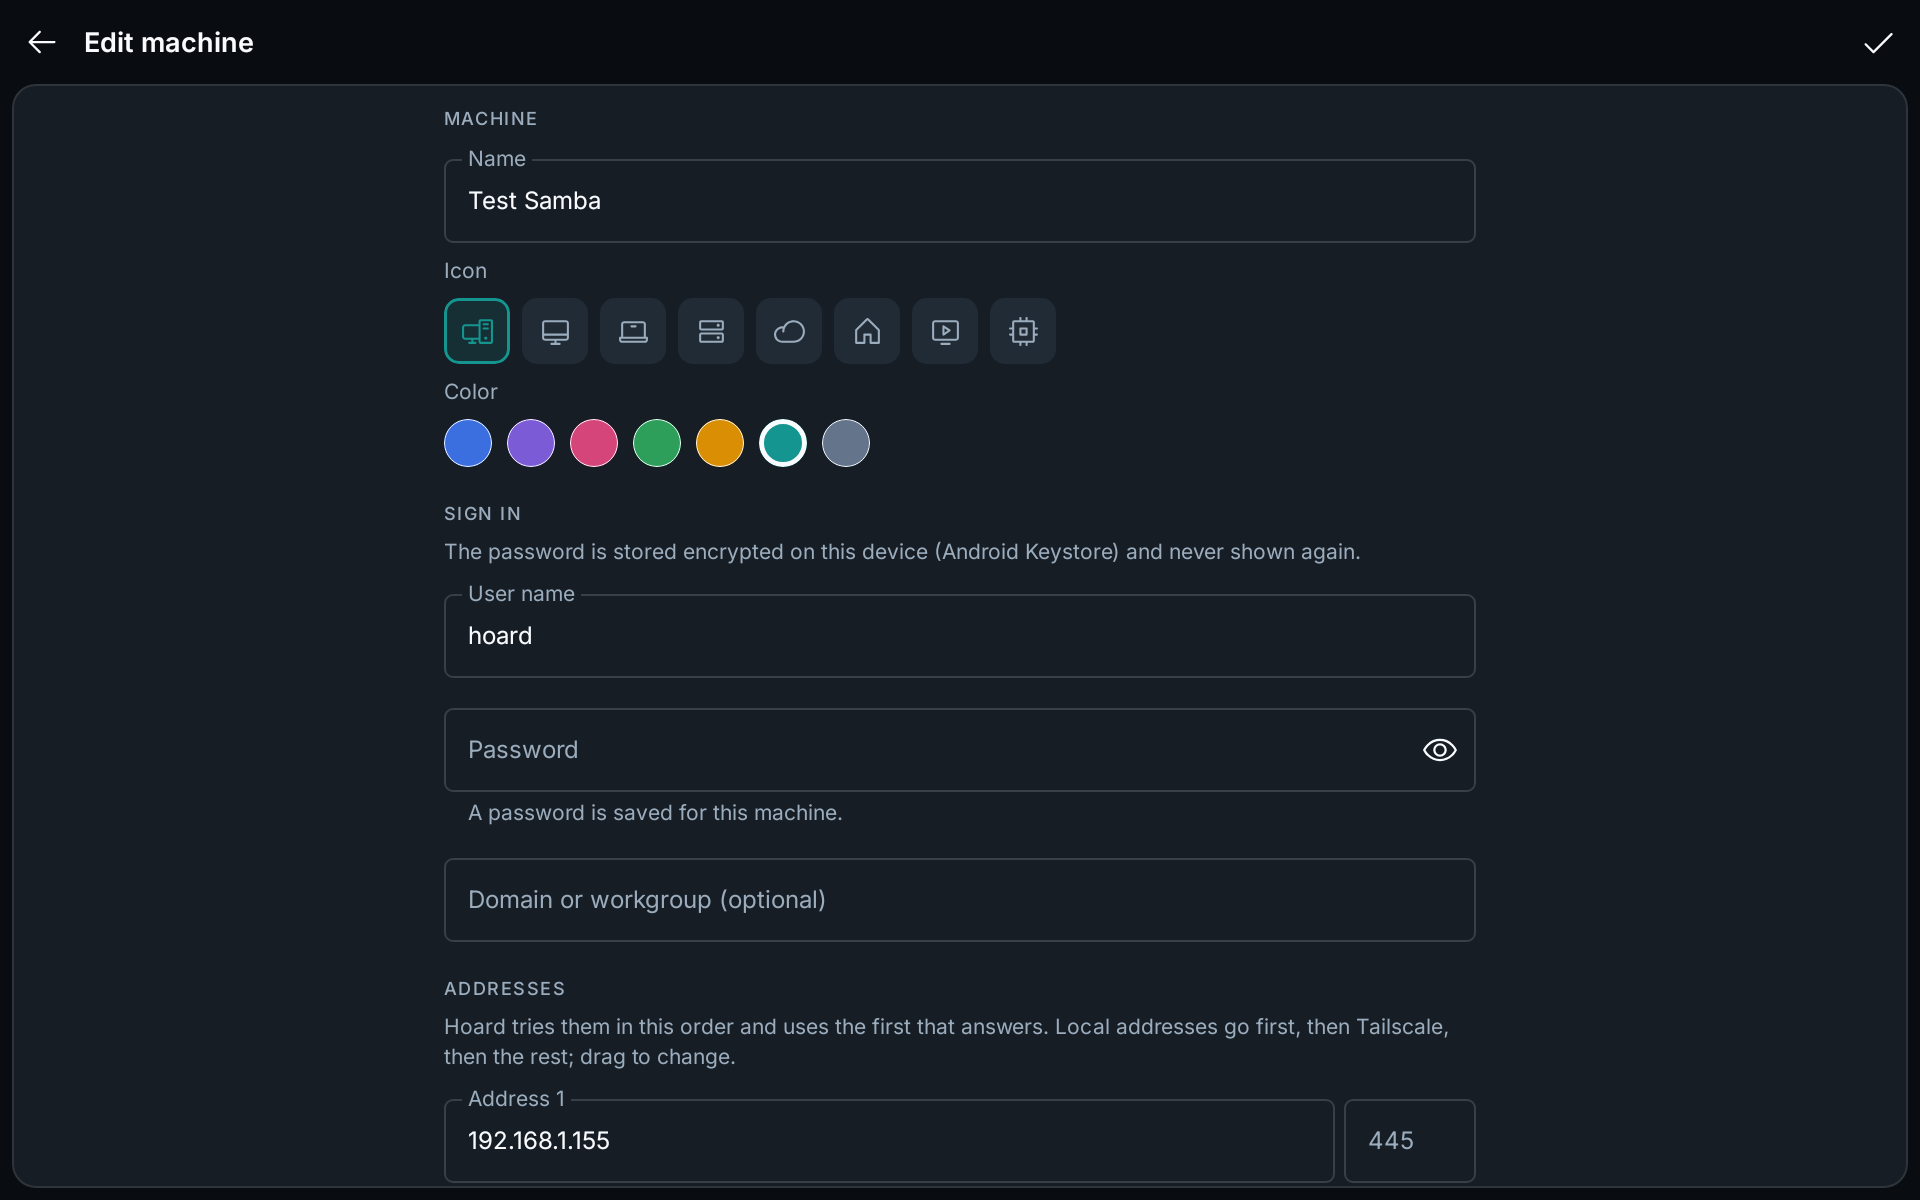 Edit machine
MACHINE
Name
Test Samba
Icon
Color
SIGN IN
The password is stored encrypted on this device (Android Keystore) and never shown again.
User name
hoard
Password
A password is saved for this machine.
Domain or workgroup (optional)
ADDRESSES
Hoard tries them in this order and uses the first that answers. Local addresses go first, then Tailscale,
then the rest; drag to change.
Address 1
192.168.1.155
445